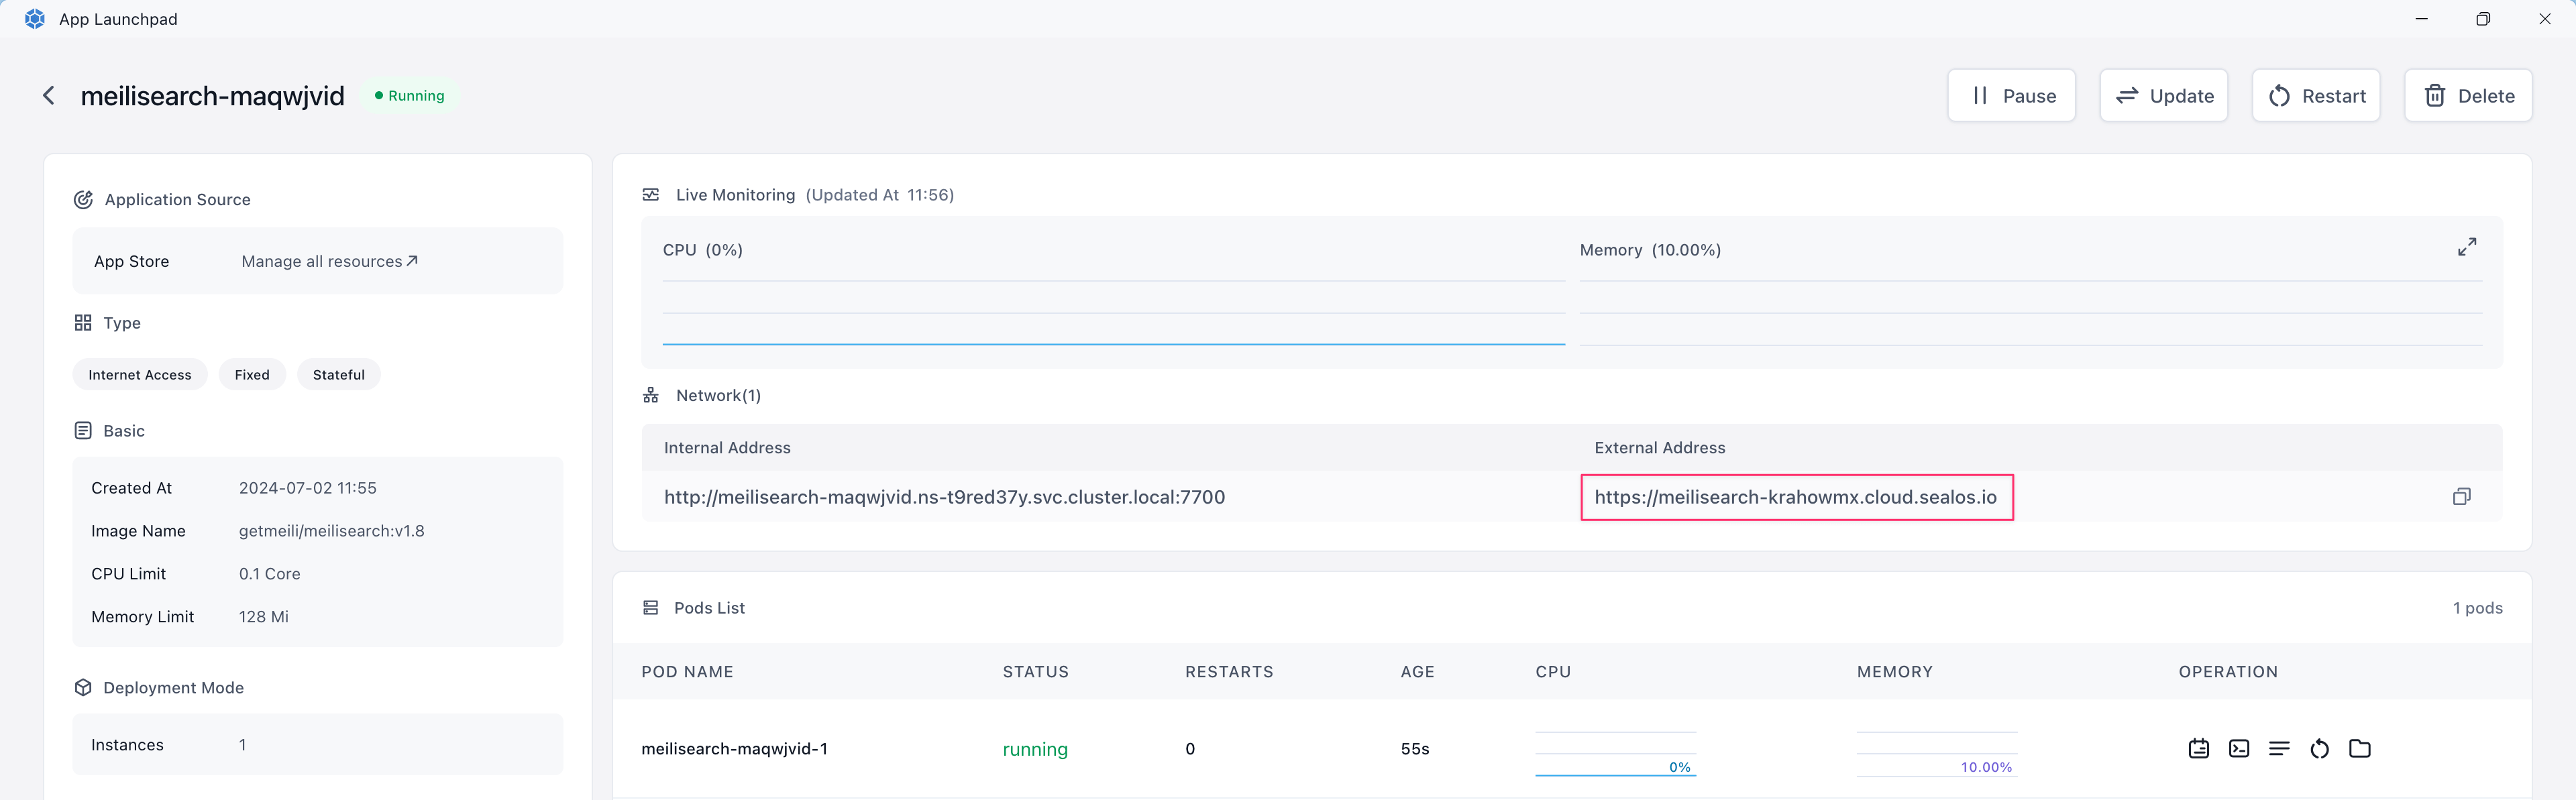 App Launchpad
meilisearch-maqwjvid
Running
Pause
Update
Restart
Delete
Application Source
App Store Manage all resources
Type
Internet Access Fixed Stateful
Basic
Created At 2024-07-02 11:55
Image Name getmeili/meilisearch:v1.8
CPU Limit 0.1 Core
Memory Limit 128 Mi
Deployment Mode
Instances 1
Live Monitoring (Updated At 11:56)
CPU (0%) Memory (10.00%)
Network(1)
Internal Address External Address
http://meilisearch-maqwjvid.ns-t9red37y.svc.cluster.local:7700 https://meilisearch-krahowmx.cloud.sealos.io
Pods List 1 pods
POD NAME STATUS RESTARTS AGE CPU MEMORY OPERATION
meilisearch-maqwjvid-1 running 0 55s 0% 10.00%